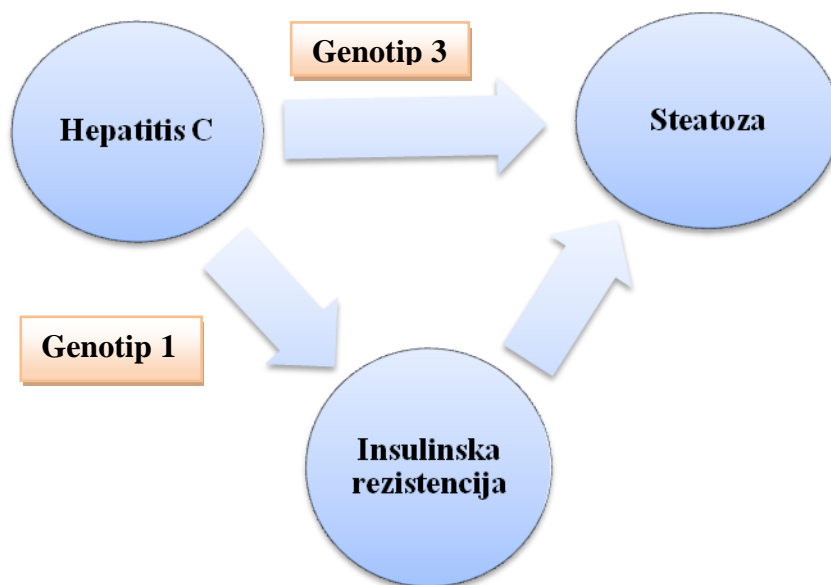 Genotip 3
Hepatitis C
Steatoza
Genotip 1
Insulinska
rezistencija